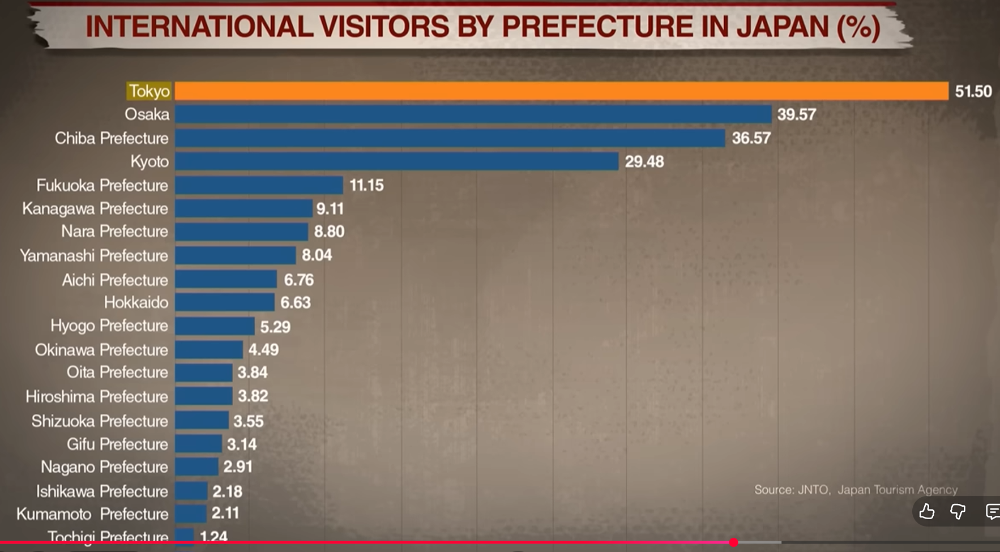 INTERNATIONAL VISITORS BY PREFECTURE IN JAPAN (%)
Tokyo 51.50
Osaka 39.57
Chiba Prefecture 36.57
Kyoto 29.48
Fukuoka Prefecture 11.15
Kanagawa Prefecture 9.11
Nara Prefecture 8.80
Yamanashi Prefecture 8.04
Aichi Prefecture 6.76
Hokkaido 6.63
Hyogo Prefecture 5.29
Okinawa Prefecture 4.49
Oita Prefecture 3.84
Hiroshima Prefecture 3.82
Shizuoka Prefecture 3.55
Gifu Prefecture 3.14
Nagano Prefecture 2.91
Ishikawa Prefecture 2.18
Kumamoto Prefecture 2.11
Tochigi Prefecture 1.24
Source: JNTO, Japan Tourism Agency